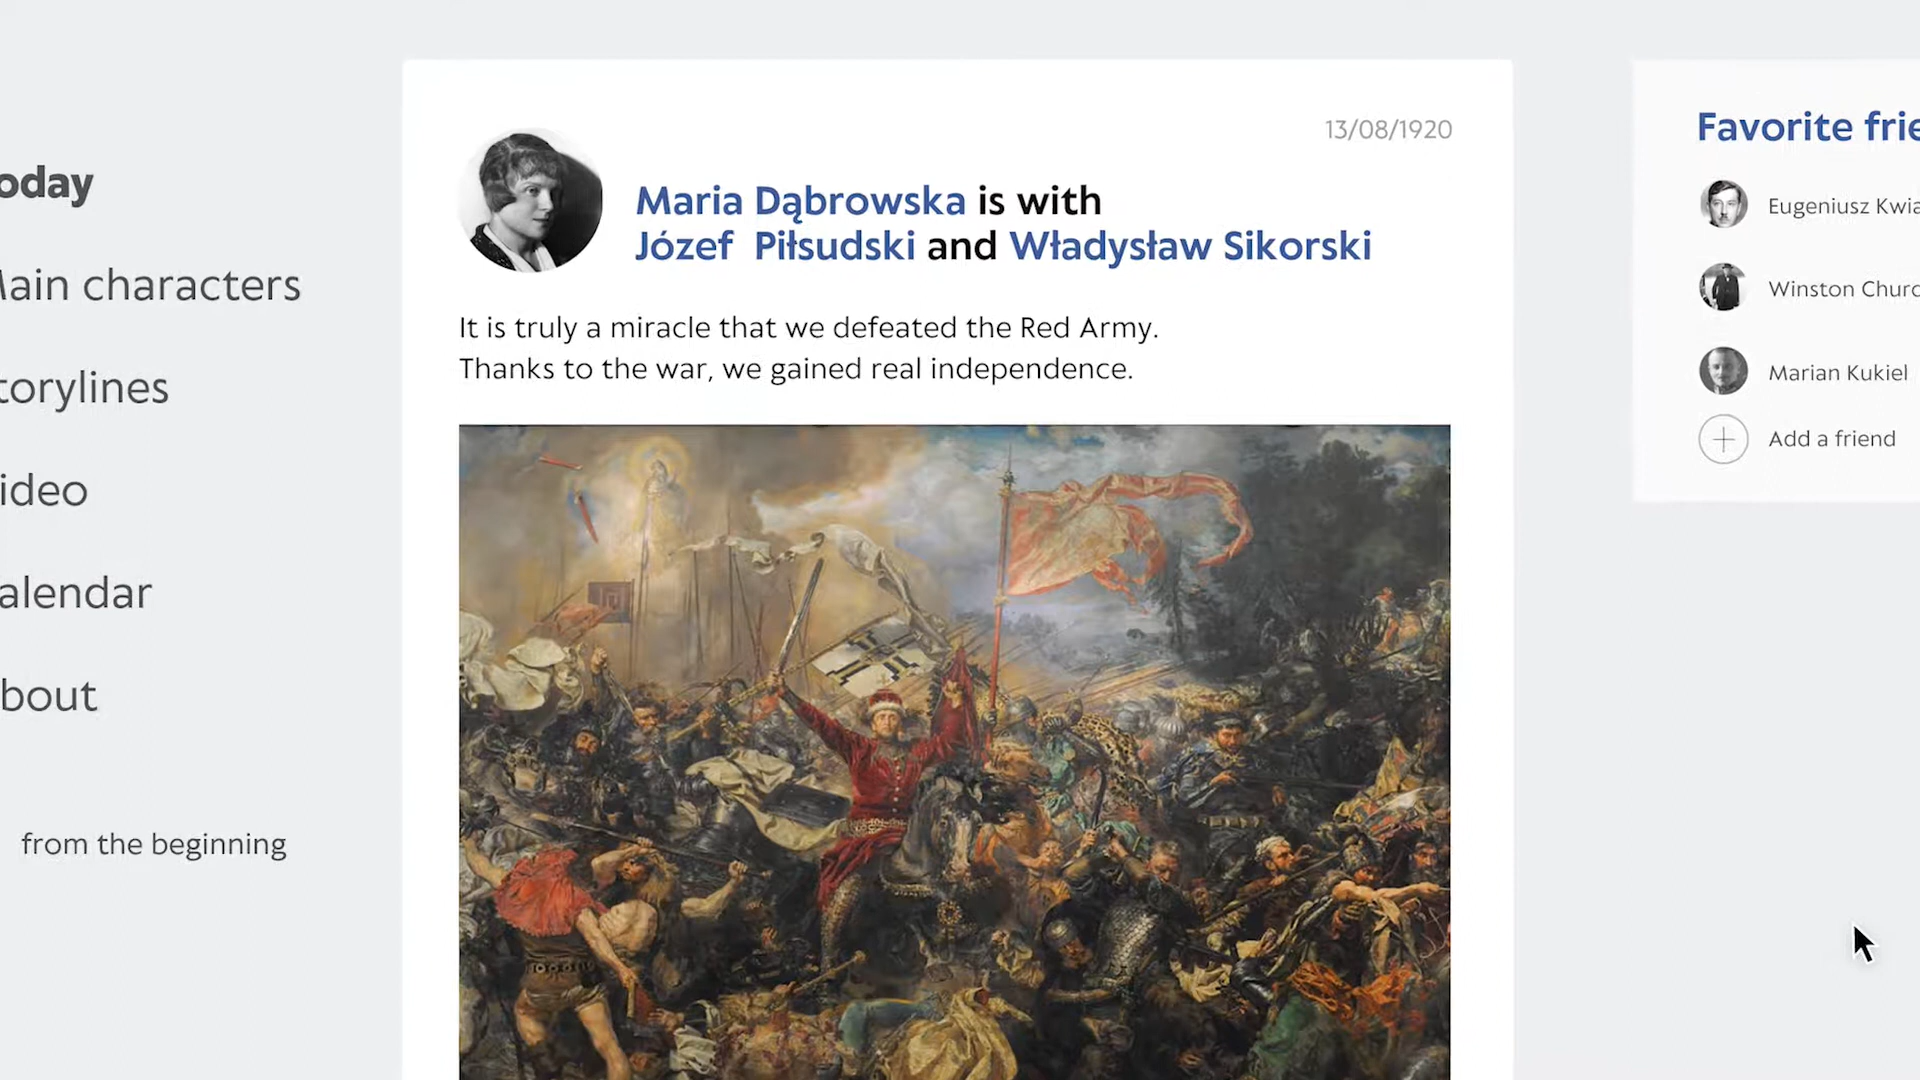 oday
ain characters
torylines
ideo
alendar
bout
from the beginning
13/08/1920
Maria Dąbrowska is with
Józef Piłsudski and Władysław Sikorski
It is truly a miracle that we defeated the Red Army.
Thanks to the war, we gained real independence.
Favorite frie
Eugeniusz Kwia
Winston Churc
Marian Kukiel
Add a friend